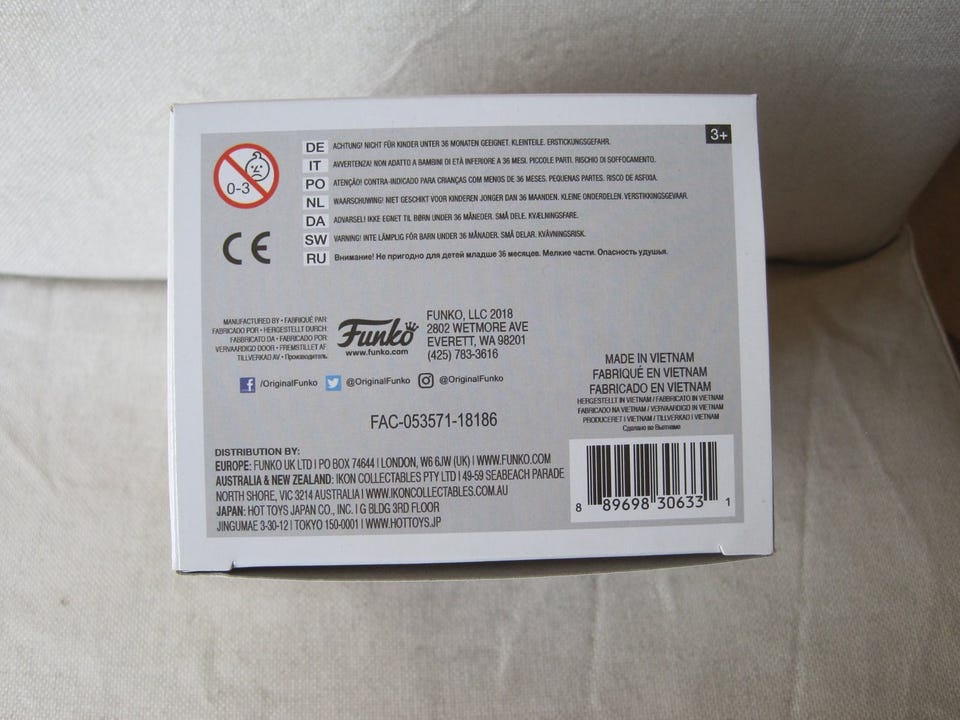 3+
0-3
DE ACHTUNG! NICHT FÜR KINDER UNTER 36 MONATEN GEEIGNET. KLEINTEILE. ERSTICKUNGSGEFAHR.
IT AVVERTENZA! NON ADATTO A BAMBINI DI ETÀ INFERIORE A 36 MESI. PICCOLE PARTI. RISCHIO DI SOFFOCAMENTO.
PO ATENÇÃO! CONTRA-INDICADO PARA CRIANÇAS COM MENOS DE 36 MESES. PEQUENAS PARTES. RISCO DE ASFIXIA.
NL WAARSCHUWING! NIET GESCHIKT VOOR KINDEREN JONGER DAN 36 MAANDEN. KLEINE ONDERDELEN. VERSTIKKINGSGEVAAR.
DA ADVARSEL! IKKE EGNET TIL BØRN UNDER 36 MÅNEDER. SMÅ DELE. KVÆLNINGSFARE.
SW VARNING! INTE LÄMPLIG FÖR BARN UNDER 36 MÅNADER. SMÅ DELAR. KVÄVNINGSRISK.
RU Внимание! Не пригодно для детей младше 36 месяцев. Мелкие части. Опасность удушья.
CE
MANUFACTURED BY • FABRIQUÉ PAR
FABRICADO POR • HERGESTELLT DURCH
FABBRICATO DA • FABRICADO POR
VERVAARDIGD DOOR • FREMSTILLET AF
TILLVERKAD AV • Производитель
Funko
www.funko.com
FUNKO, LLC 2018
2802 WETMORE AVE
EVERETT, WA 98201
(425) 783-3616
/OriginalFunko @OriginalFunko @OriginalFunko
FAC-053571-18186
MADE IN VIETNAM
FABRIQUÉ EN VIETNAM
FABRICADO EN VIETNAM
HERGESTELLT IN VIETNAM / FABBRICATO IN VIETNAM
FABRICADO NA VIETNAM / VERVAARDIGD IN VIETNAM
PRODUCERET I VIETNAM / TILLVERKAD I VIETNAM
Сделано во Вьетнаме
DISTRIBUTION BY:
EUROPE: FUNKO UK LTD I PO BOX 74644 I LONDON, W6 6JW (UK) I WWW.FUNKO.COM
AUSTRALIA & NEW ZEALAND: IKON COLLECTABLES PTY LTD I 49-59 SEABEACH PARADE
NORTH SHORE, VIC 3214 AUSTRALIA I WWW.IKONCOLLECTABLES.COM.AU
JAPAN: HOT TOYS JAPAN CO., INC. I G BLDG 3RD FLOOR
JINGUMAE 3-30-12 I TOKYO 150-0001 I WWW.HOTTOYS.JP
8 89698 30633 1